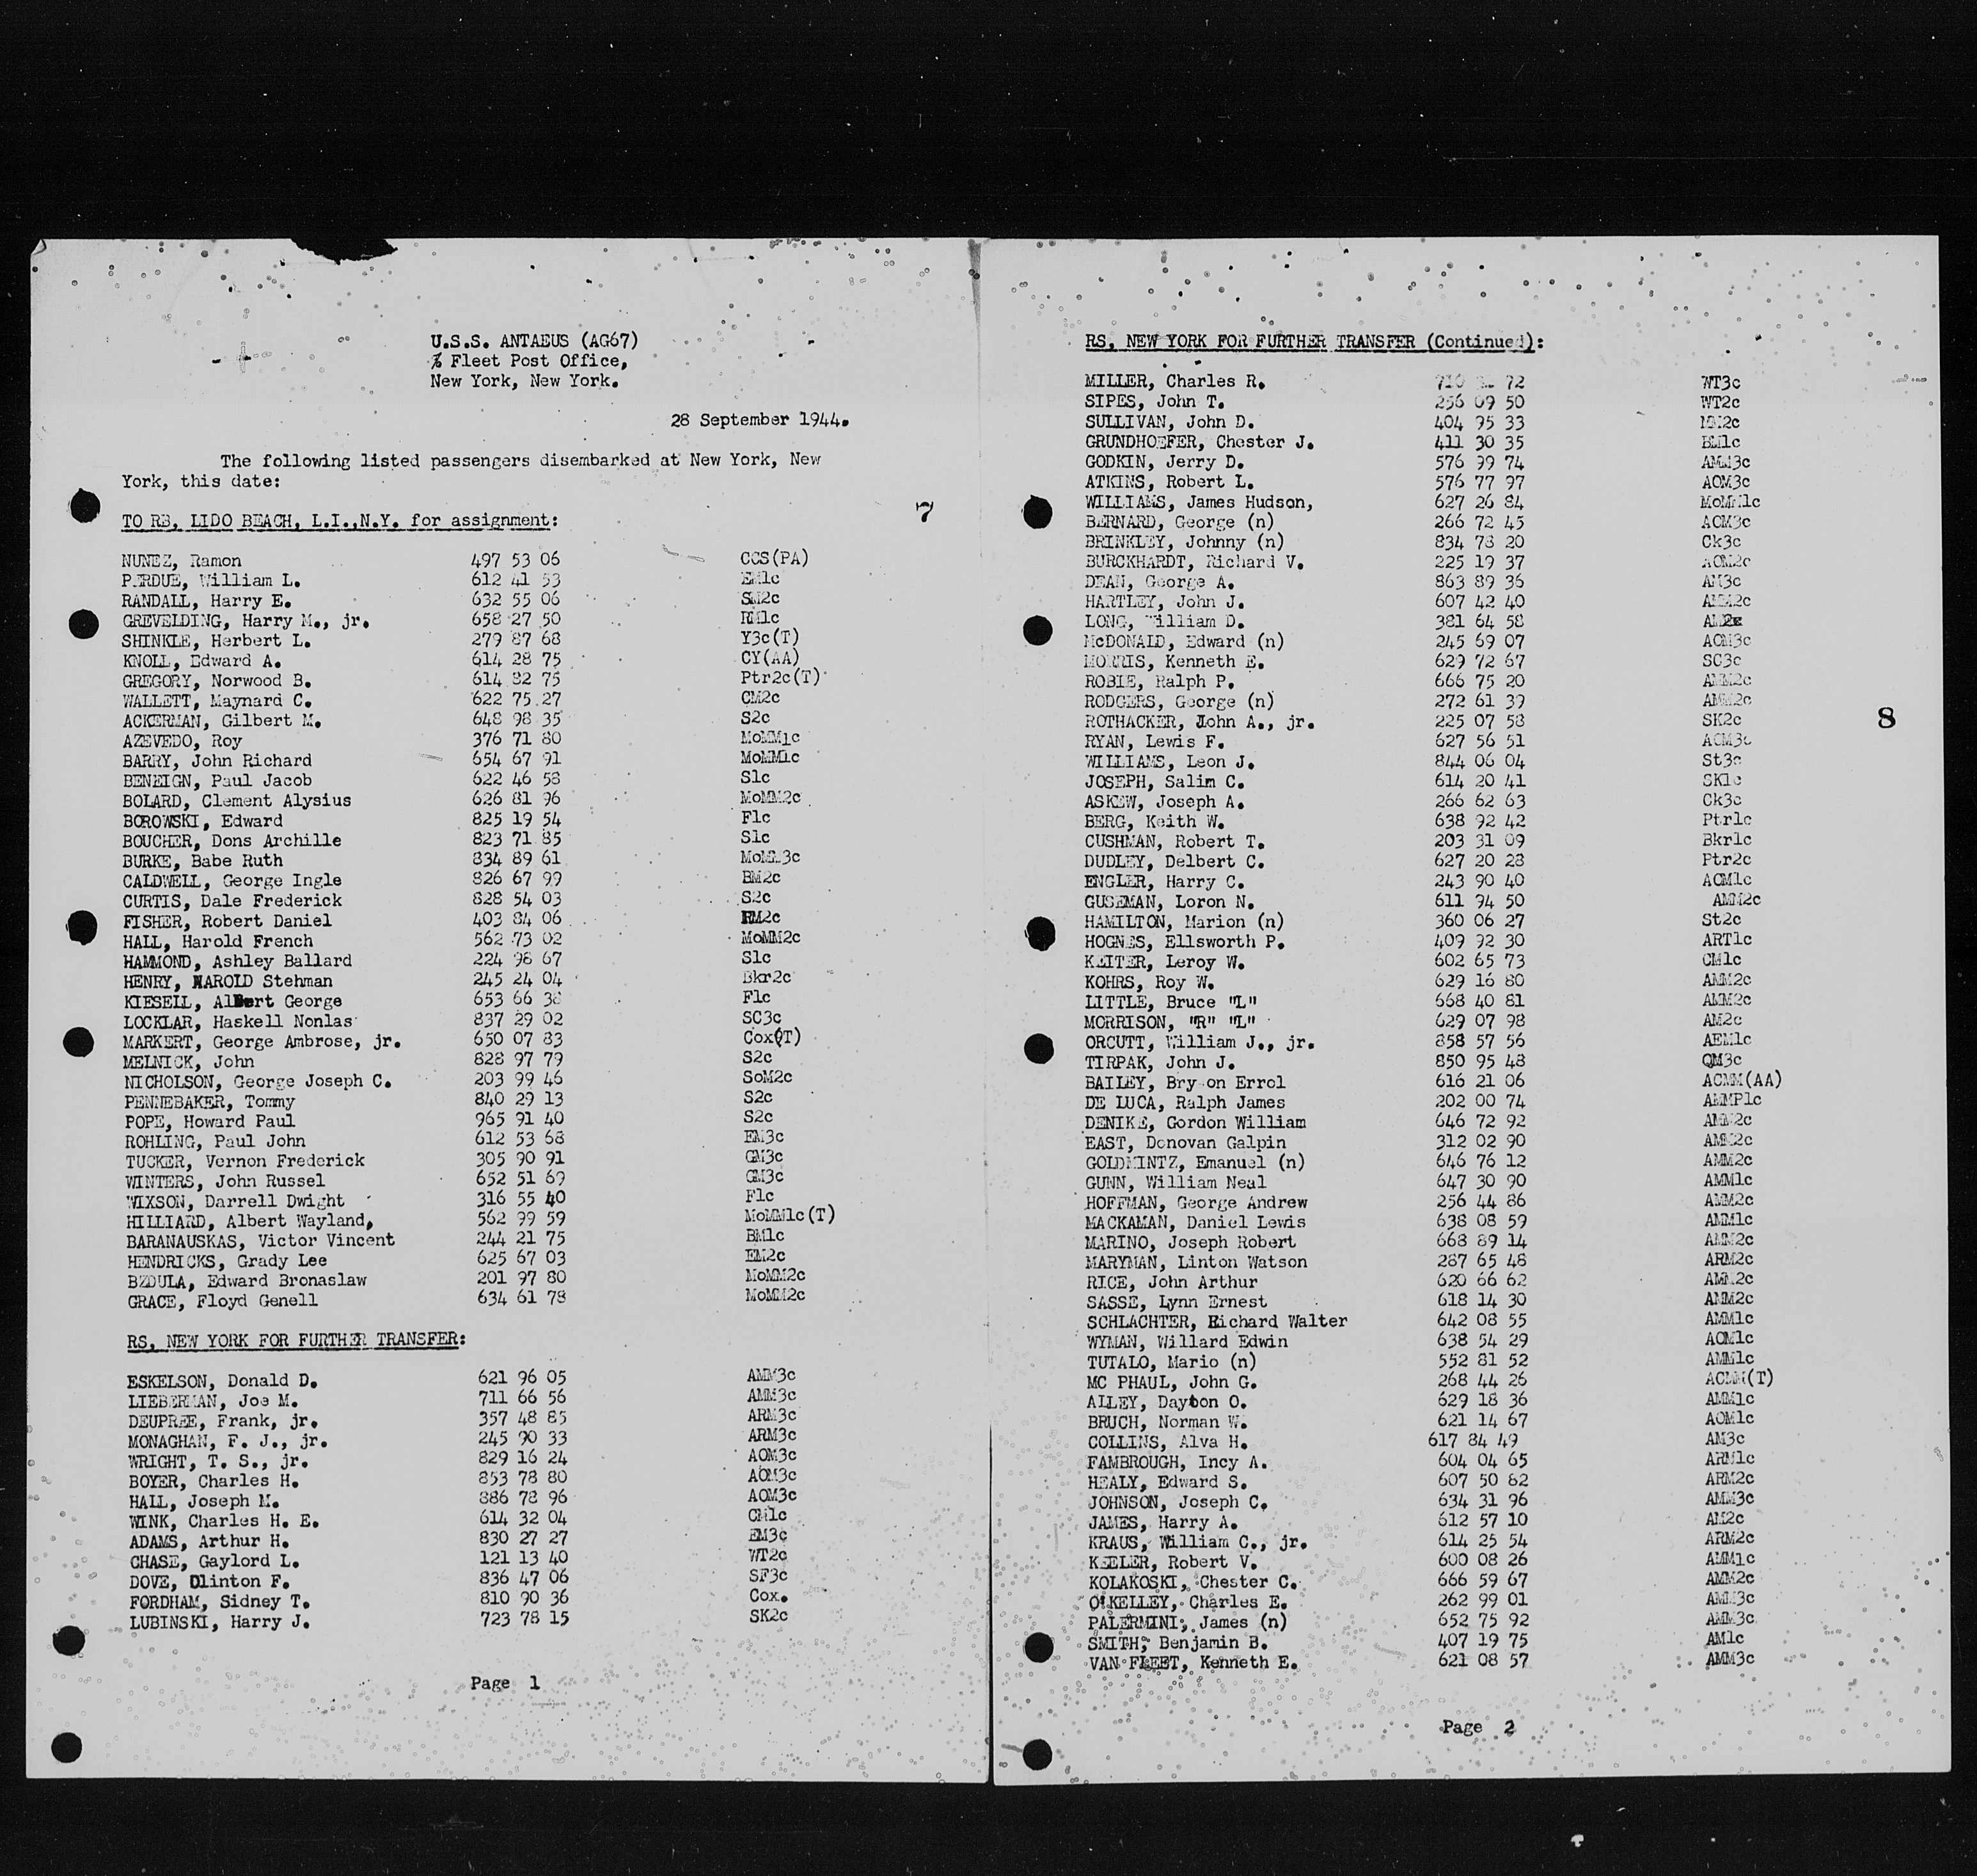 U.S.S. ANTAEUS (AG67)
% Fleet Post Office,
New York, New York.
28 September 1944.
The following listed passengers disembarked at New York, New
York, this date:
7
TO RB, LIDO BEACH, L.I.,N.Y. for assignment:
NUNEZ, Ramon 497 53 06 CCS(PA)
PERDUE, William L. 612 41 53 EM1c
RANDALL, Harry E. 632 55 06 SM2c
GREVELDING, Harry M., jr. 658 27 50 RM1c
SHINKLE, Herbert L. 279 87 68 Y3c(T)
KNOLL, Edward A. 614 28 75 CY(AA)
GREGORY, Norwood B. 614 82 75 Ptr2c(T)
WALLETT, Maynard C. 622 75 27 CM2c
ACKERMAN, Gilbert M. 648 98 35 S2c
AZEVEDO, Roy 376 71 80 MoMM1c
BARRY, John Richard 654 67 91 MoMM1c
BENEIGN, Paul Jacob 622 46 58 S1c
BOLARD, Clement Alysius 626 81 96 MoMM2c
BOROWSKI, Edward 825 19 54 F1c
BOUCHER, Dons Archille 823 71 85 S1c
BURKE, Babe Ruth 834 89 61 MoMM3c
CALDWELL, George Ingle 826 67 99 BM2c
CURTIS, Dale Frederick 828 54 03 S2c
FISHER, Robert Daniel 403 84 06 RM2c
HALL, Harold French 562 73 02 MoMM2c
HAMMOND, Ashley Ballard 224 98 67 S1c
HENRY, HAROLD Stehman 245 24 04 Bkr2c
KIESELL, Albert George 653 66 38 F1c
LOCKLAR, Haskell Nonlas 837 29 02 SC3c
MARKERT, George Ambrose, jr. 650 07 83 Cox(T)
MELNICK, John 828 97 79 S2c
NICHOLSON, George Joseph C. 203 99 46 SoM2c
PENNEBAKER, Tommy 840 29 13 S2c
POPE, Howard Paul 965 91 40 S2c
ROHLING, Paul John 612 53 68 EM3c
TUCKER, Vernon Frederick 305 90 91 GM3c
WINTERS, John Russel 652 51 69 GM3c
WIXSON, Darrell Dwight 316 55 40 F1c
HILLIARD, Albert Wayland, 562 99 59 MoMM1c(T)
BARANAUSKAS, Victor Vincent 244 21 75 BM1c
HENDRICKS, Grady Lee 625 67 03 EM2c
BZDULA, Edward Bronaslaw 201 97 80 MoMM2c
GRACE, Floyd Genell 634 61 78 MoMM2c
RS, NEW YORK FOR FURTHER TRANSFER:
ESKELSON, Donald D. 621 96 05 AMM3c
LIEBERMAN, Joe M. 711 66 56 AMM3c
DEUPREE, Frank, jr. 357 48 85 ARM3c
MONAGHAN, F. J., jr. 245 90 33 ARM3c
WRIGHT, T. S., jr. 829 16 24 AOM3c
BOYER, Charles H. 853 78 80 AOM3c
HALL, Joseph M. 886 78 96 AOM3c
WINK, Charles H. E. 614 32 04 CM1c
ADAMS, Arthur H. 830 27 27 EM3c
CHASE, Gaylord L. 121 13 40 WT2c
DOVE, Olinton F. 836 47 06 SF3c
FORDHAM, Sidney T. 810 90 36 Cox.
LUBINSKI, Harry J. 723 78 15 SK2c
Page 1
RS, NEW YORK FOR FURTHER TRANSFER (Continued):
MILLER, Charles R. 72 WT3c
SIPES, John T. 256 09 50 WT2c
SULLIVAN, John D. 404 95 33 MM2c
GRUNDHOEFER, Chester J. 411 30 35 BM1c
GODKIN, Jerry D. 576 99 74 AMM3c
ATKINS, Robert L. 576 77 97 AOM3c
WILLIAMS, James Hudson, 627 26 84 MoMM1c
BERNARD, George (n) 266 72 45 AOM3c
BRINKLEY, Johnny (n) 834 78 20 Ck3c
BURCKHARDT, Richard V. 225 19 37 AOM2c
DEAN, George A. 863 89 36 AM3c
HARTLEY, John J. 607 42 40 AMM2c
LONG, William D. 381 64 58
McDONALD, Edward (n) 245 69 07 AOM3c
MORRIS, Kenneth E. 629 72 67 SC3c
ROBIE, Ralph P. 666 75 20 AMM2c
RODGERS, George (n) 272 61 39 AMM2c
ROTHACKER, John A., jr. 225 07 58 SK2c
8
RYAN, Lewis F. 627 56 51 AOM3c
WILLIAMS, Leon J. 844 06 04 St3c
JOSEPH, Salim C. 614 20 41 SK1c
ASKEW, Joseph A. 266 62 63 Ck3c
BERG, Keith W. 638 92 42 Ptr1c
CUSHMAN, Robert T. 203 31 09 Bkr1c
DUDLEY, Delbert C. 627 20 28 Ptr2c
ENGLER, Harry C. 243 90 40 AOM1c
GUSEMAN, Loron N. 611 94 50 AMM2c
HAMILTON, Marion (n) 360 06 27 St2c
HOGNES, Ellsworth P. 409 92 30 ART1c
KEITER, Leroy W. 602 65 73 CM1c
KOHRS, Roy W. 629 16 80 AMM2c
LITTLE, Bruce "L" 668 40 81 AMM2c
MORRISON, "R" "L" 629 07 98 AM2c
ORCUTT, William J., jr. 858 57 56 AEM1c
TIRPAK, John J. 850 95 48 QM3c
BAILEY, Bryson Errol 616 21 06 ACMM(AA)
DE LUCA, Ralph James 202 00 74 AMMP1c
DENIKE, Gordon William 646 72 92 AMM2c
EAST, Donovan Galpin 312 02 90 AMM2c
GOLDMINTZ, Emanuel (n) 646 76 12 AMM2c
GUNN, William Neal 647 30 90 AMM1c
HOFFMAN, George Andrew 256 44 86 AMM2c
MACKAMAN, Daniel Lewis 638 08 59 AMM1c
MARINO, Joseph Robert 668 89 14 AMM2c
MARYMAN, Linton Watson 287 65 48 ARM2c
RICE, John Arthur 620 66 62 AMM2c
SASSE, Lynn Ernest 618 14 30 AMM2c
SCHLACHTER, Richard Walter 642 08 55 AMM1c
WYMAN, Willard Edwin 638 54 29 AOM1c
TUTALO, Mario (n) 552 81 52 AMM1c
MC PHAUL, John G. 268 44 26 ACMM(T)
ALLEY, Dayton O. 629 18 36 AMM1c
BRUCH, Norman W. 621 14 67 AOM1c
COLLINS, Alva H. 617 84 49 AM3c
FAMBROUGH, Incy A. 604 04 65 ARM1c
HEALY, Edward S. 607 50 82 ARM2c
JOHNSON, Joseph C. 634 31 96 AMM3c
JAMES, Harry A. 612 57 10 AM2c
KRAUS, William C., jr. 614 25 54 ARM2c
KEELER, Robert V. 600 08 26 AMM1c
KOLAKOSKI, Chester C. 666 59 67 AMM2c
O'KELLEY, Charles E. 262 99 01 AMM3c
PALERMINI, James (n) 652 75 92 AMM3c
SMITH, Benjamin B. 407 19 75 AM1c
VAN FLEET, Kenneth E. 621 08 57 AMM3c
Page 2